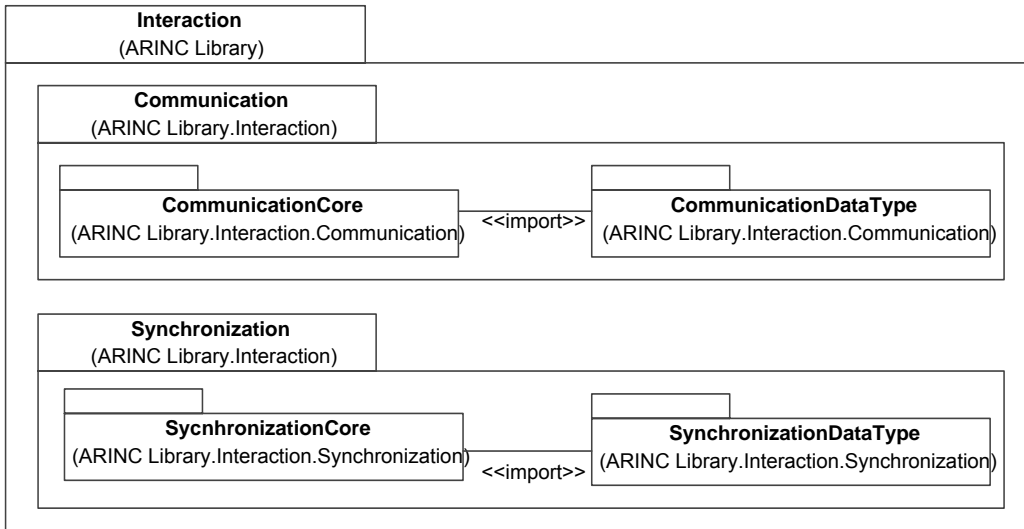 Interaction
(ARINC Library)
Communication
(ARINC Library.Interaction)
CommunicationCore
(ARINC Library.Interaction.Communication)
<<import>>
CommunicationDataType
(ARINC Library.Interaction.Communication)
Synchronization
(ARINC Library.Interaction)
SycnhronizationCore
(ARINC Library.Interaction.Synchronization)
<<import>>
SynchronizationDataType
(ARINC Library.Interaction.Synchronization)